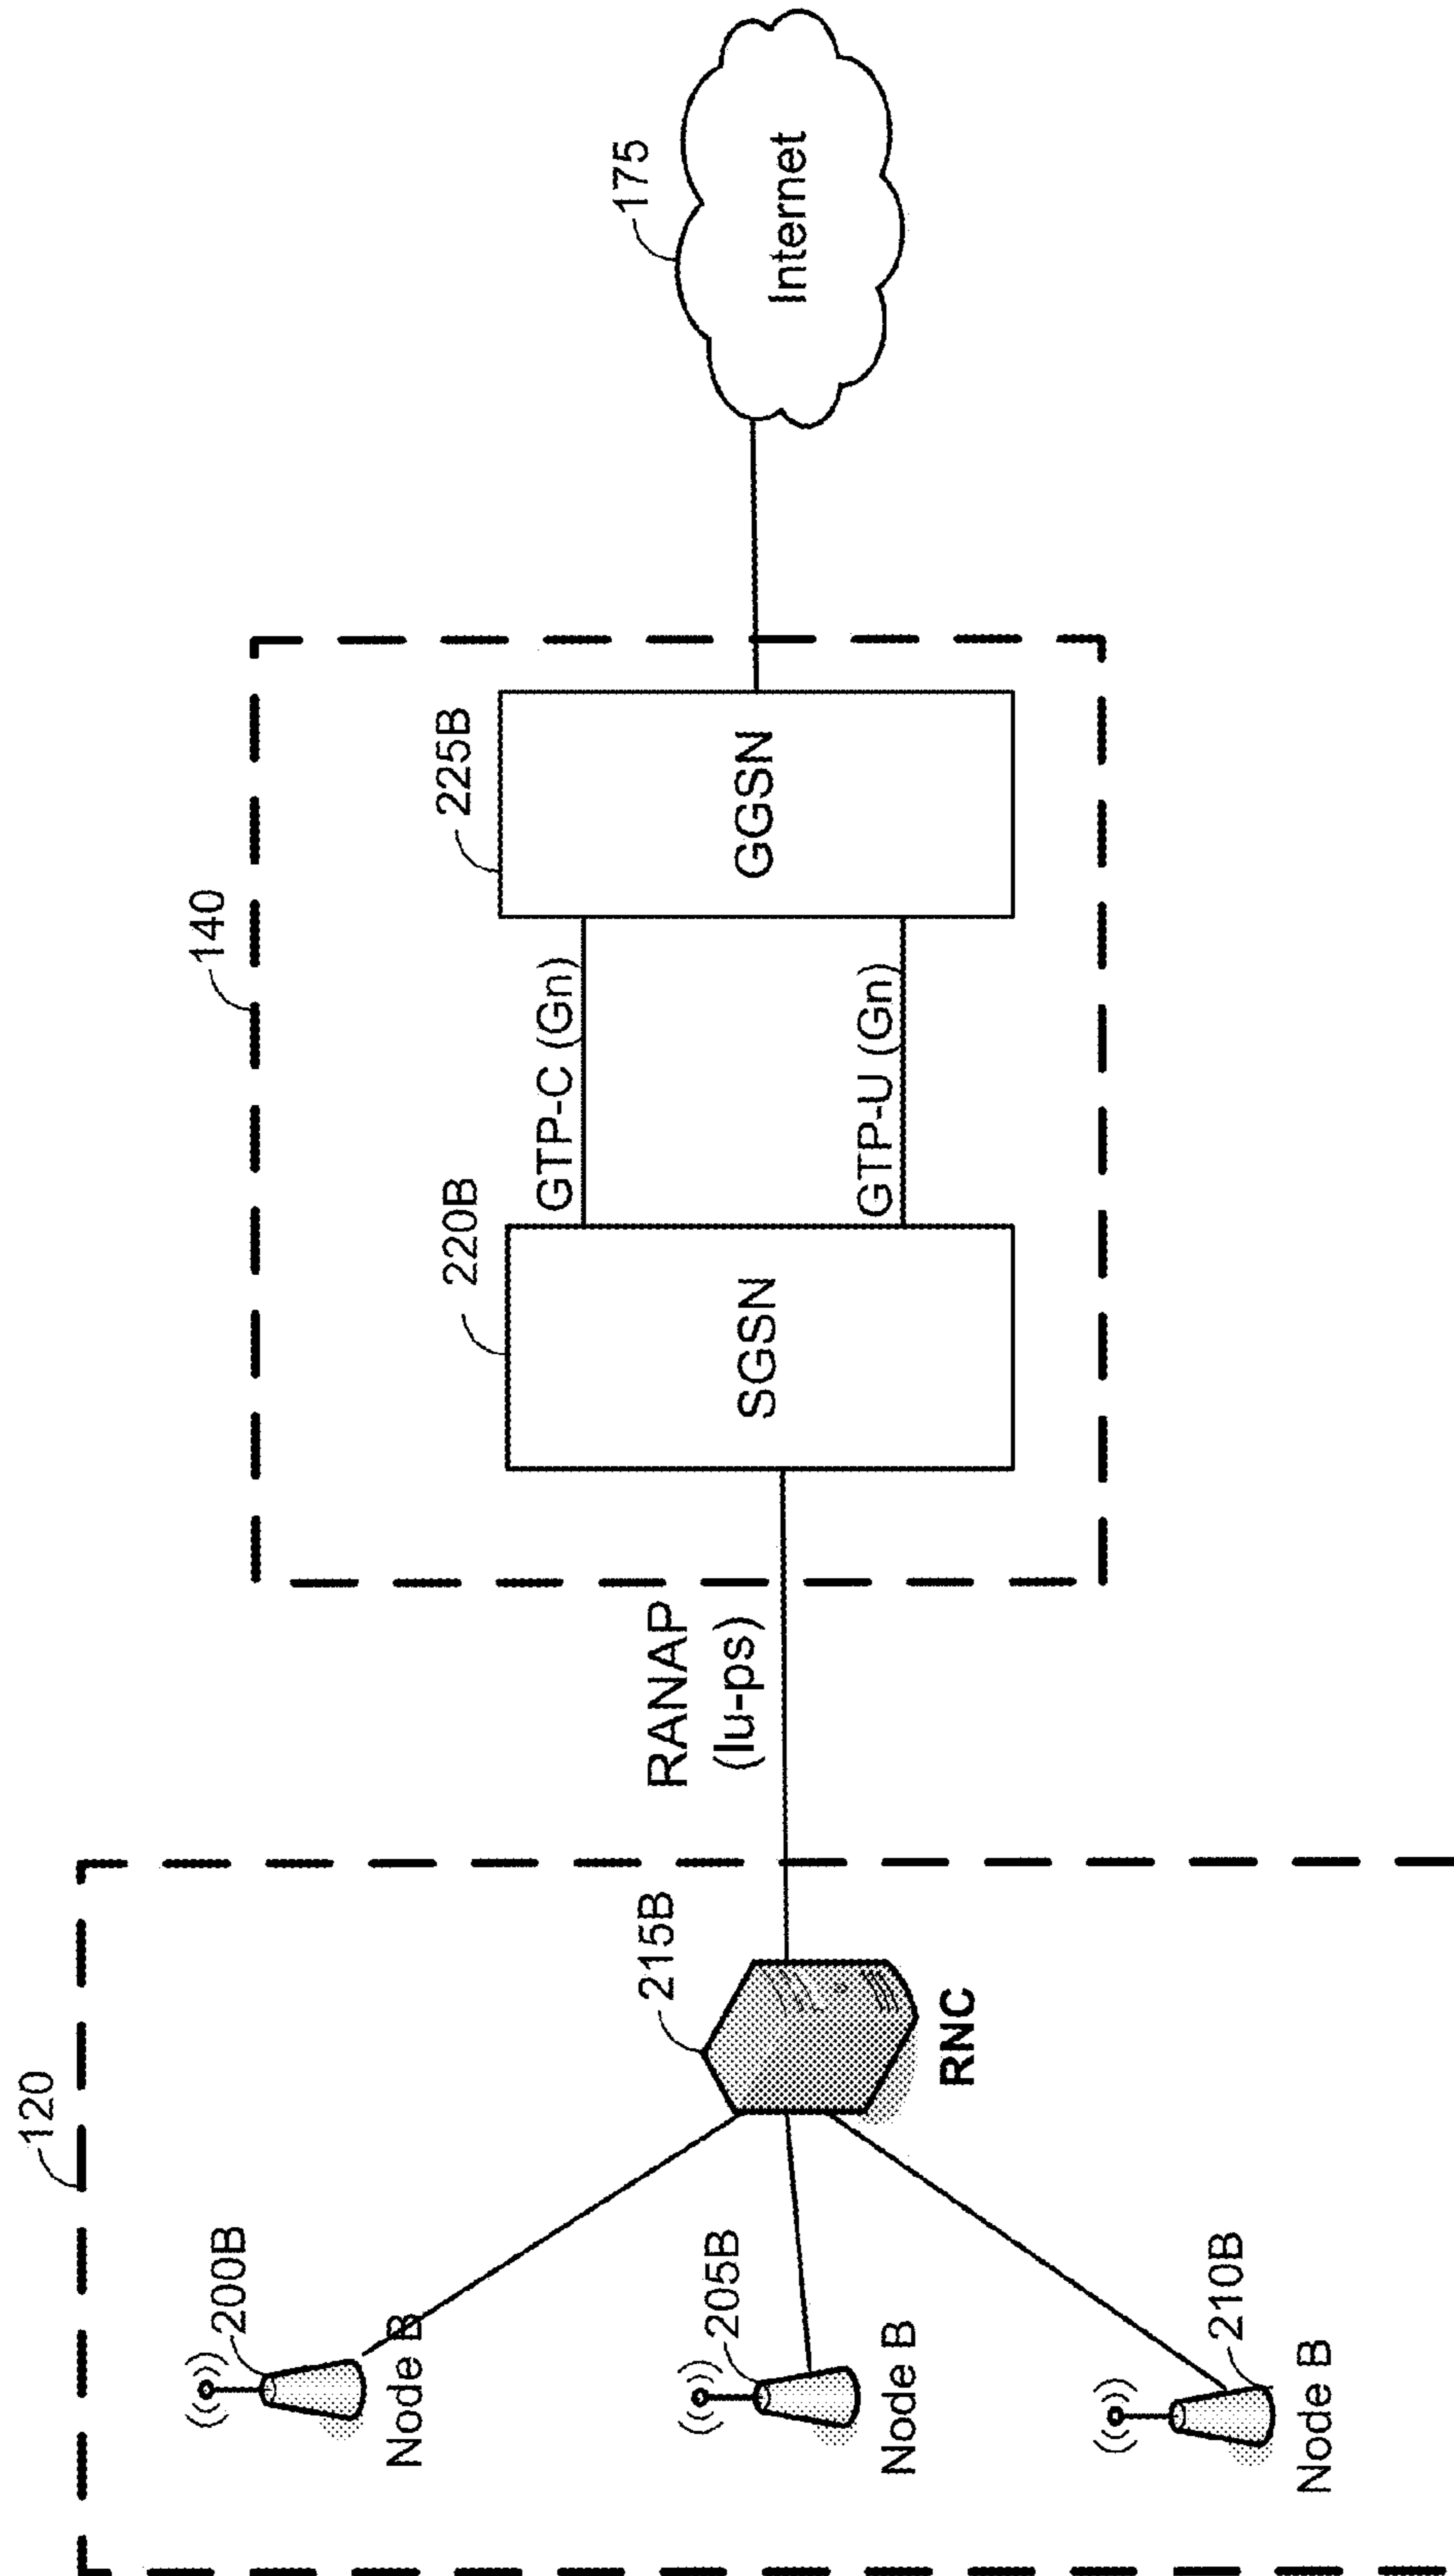 120
200B
Node B
205B
Node B
210B
Node B
215B
RNC
RANAP
(Iu-ps)
140
220B
SGSN
GTP-C (Gn)
GTP-U (Gn)
225B
GGSN
175
Internet